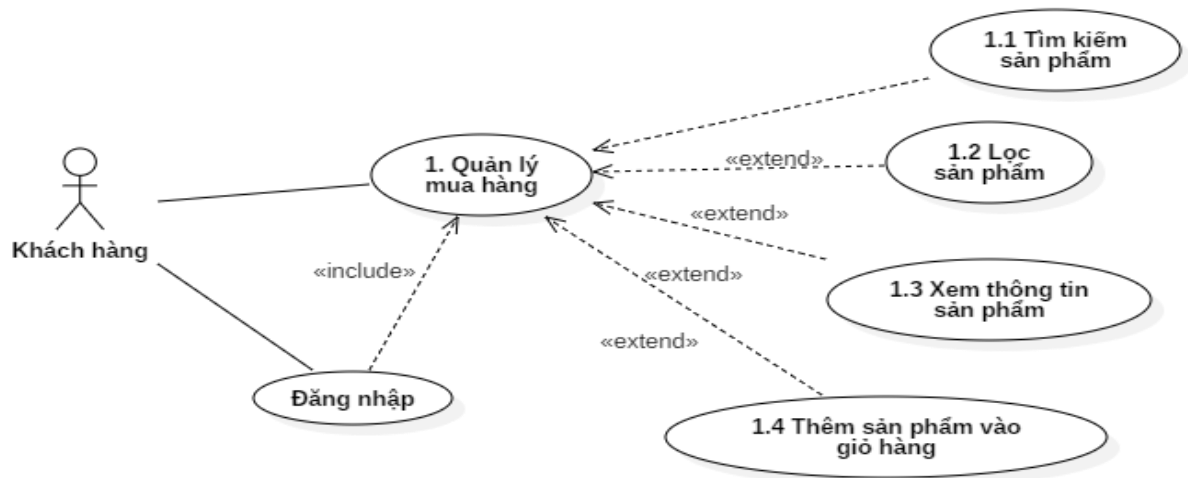 1.1 Tìm kiếm
sản phẩm
1. Quản lý
mua hàng
«extend»
1.2 Lọc
sản phẩm
«extend»
Khách hàng
«include»
«extend»
1.3 Xem thông tin
sản phẩm
«extend»
Đăng nhập
1.4 Thêm sản phẩm vào
giỏ hàng